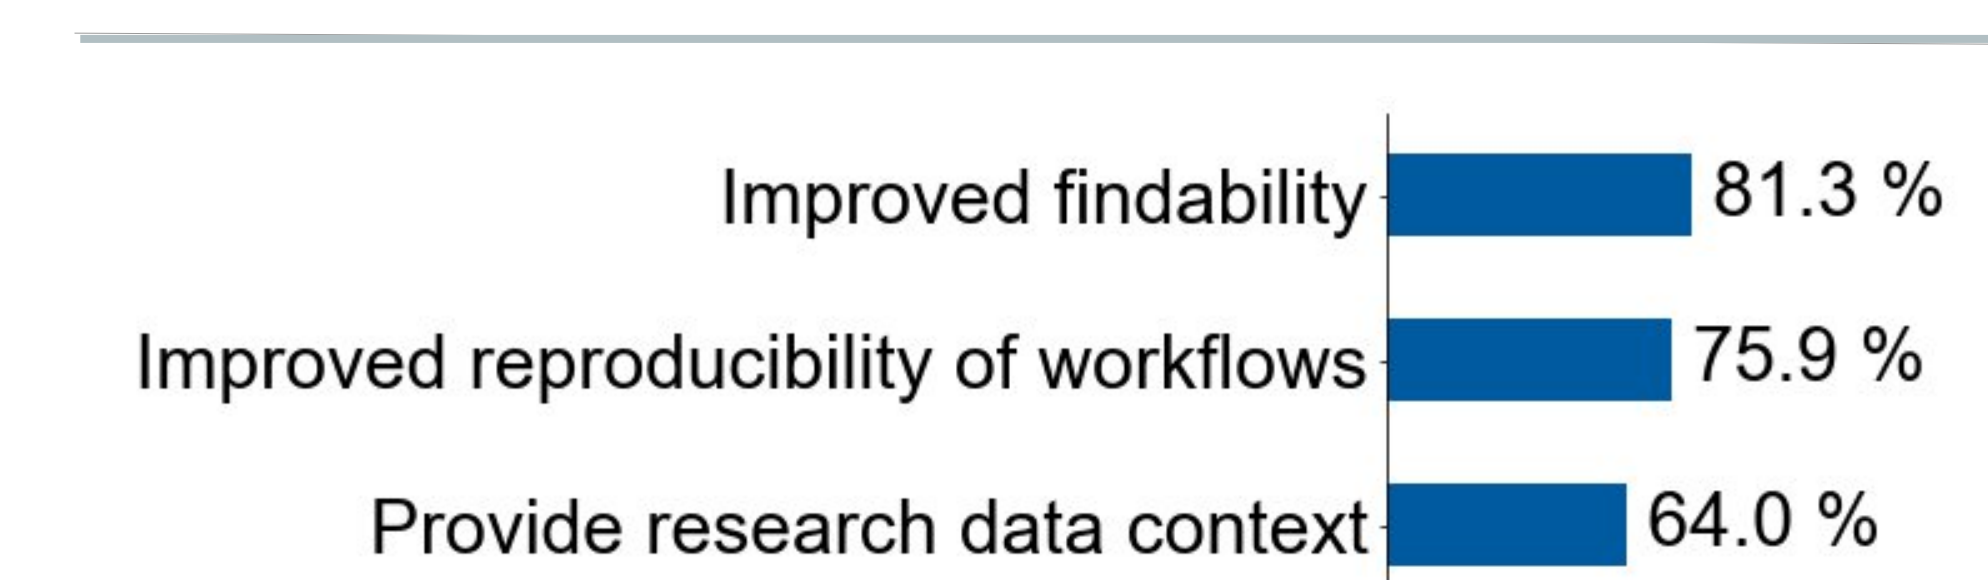 Improved findability 81.3 %
Improved reproducibility of workflows 75.9 %
Provide research data context 64.0 %